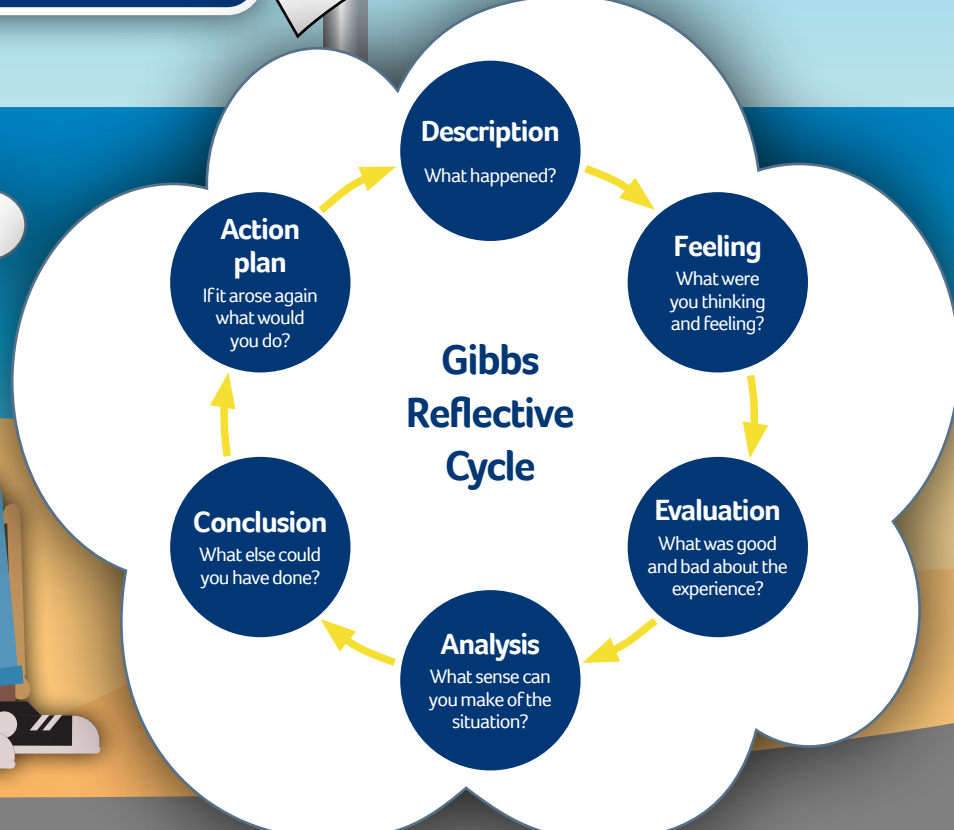 Description
What happened?
Feeling
What were
you thinking
and feeling?
Evaluation
What was good
and bad about the
experience?
Analysis
What sense can
you make of the
situation?
Conclusion
What else could
you have done?
Action
plan
If it arose again
what would
you do?
Gibbs
Reflective
Cycle